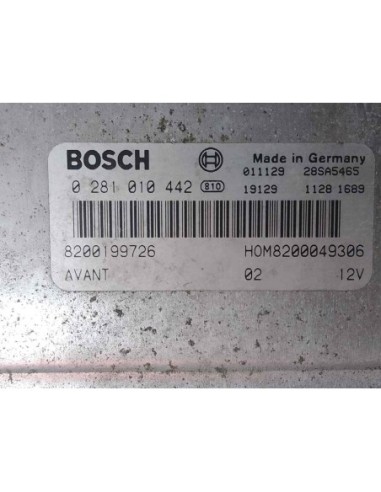 BOSCH Made in Germany
011129 28SA5465
0 281 010 442 810 19129 1128 1689
8200199726 HOM8200049306
AVANT 02 12V